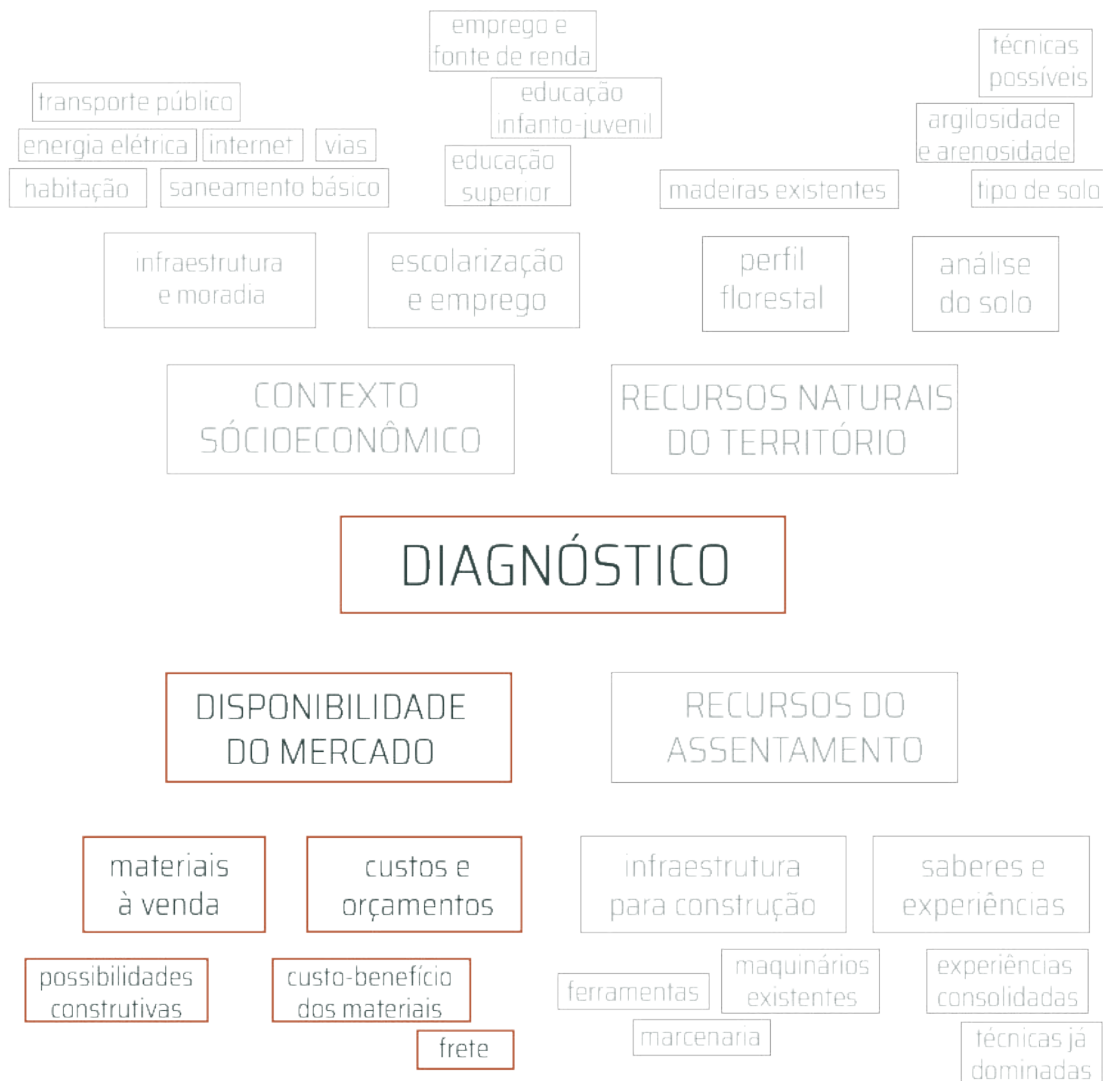 emprego e
fonte de renda
técnicas
possíveis
transporte público
educação
infanto-juvenil
argilosidade
e arenosidade
energia elétrica
internet
vias
educação
superior
habitação
saneamento básico
madeiras existentes
tipo de solo
infraestrutura
e moradia
escolarização
e emprego
perfil
florestal
análise
do solo
CONTEXTO
SÓCIOECONÔMICO
RECURSOS NATURAIS
DO TERRITÓRIO
DIAGNÓSTICO
DISPONIBILIDADE
DO MERCADO
RECURSOS DO
ASSENTAMENTO
materiais
à venda
custos e
orçamentos
infraestrutura
para construção
saberes e
experiências
possibilidades
construtivas
custo-benefício
dos materiais
frete
ferramentas
maquinários
existentes
marcenaria
experiências
consolidadas
técnicas já
dominadas